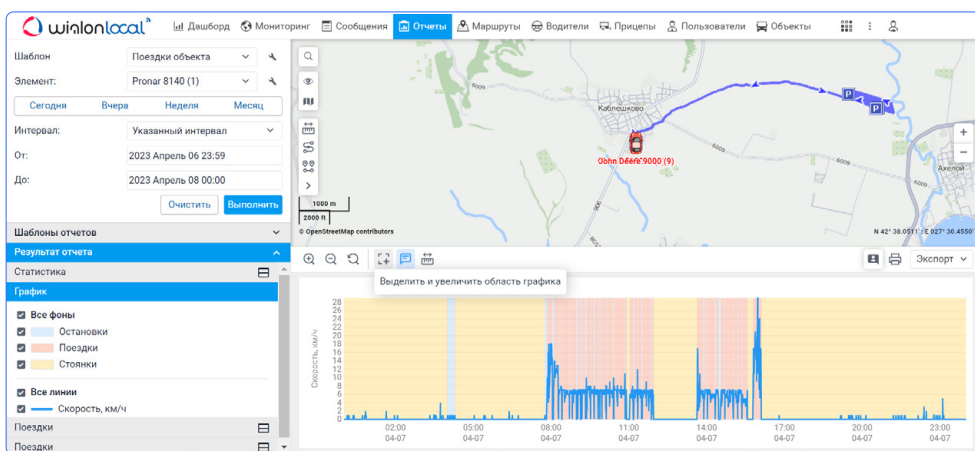 wialon local
Дашборд Мониторинг Сообщения Отчеты Маршруты Водители Прицепы Пользователи Объекты
Шаблон Поездки объекта
Элемент: Pronar 8140 (1)
Сегодня Вчера Неделя Месяц
Интервал: Указанный интервал
От: 2023 Апрель 06 23:59
До: 2023 Апрель 08 00:00
Очистить Выполнить
Шаблоны отчетов
Результат отчета
Статистика
График
Все фоны
Остановки
Поездки
Стоянки
Все линии
Скорость, км/ч
Поездки
Поездки
6009
Каблешково
P
P
John Deere 9000 (9)
6009
6009
6009
Ахелой
906
9061
1000 m
2000 ft
© OpenStreetMap contributors
N 42° 38.0511' : E 027° 30.4550'
+
−
Экспорт
Выделить и увеличить область графика
Скорость, км/ч
28
26
24
22
20
18
16
14
12
10
8
6
4
2
0
02:00 05:00 08:00 11:00 14:00 17:00 20:00 23:00
04-07 04-07 04-07 04-07 04-07 04-07 04-07 04-07